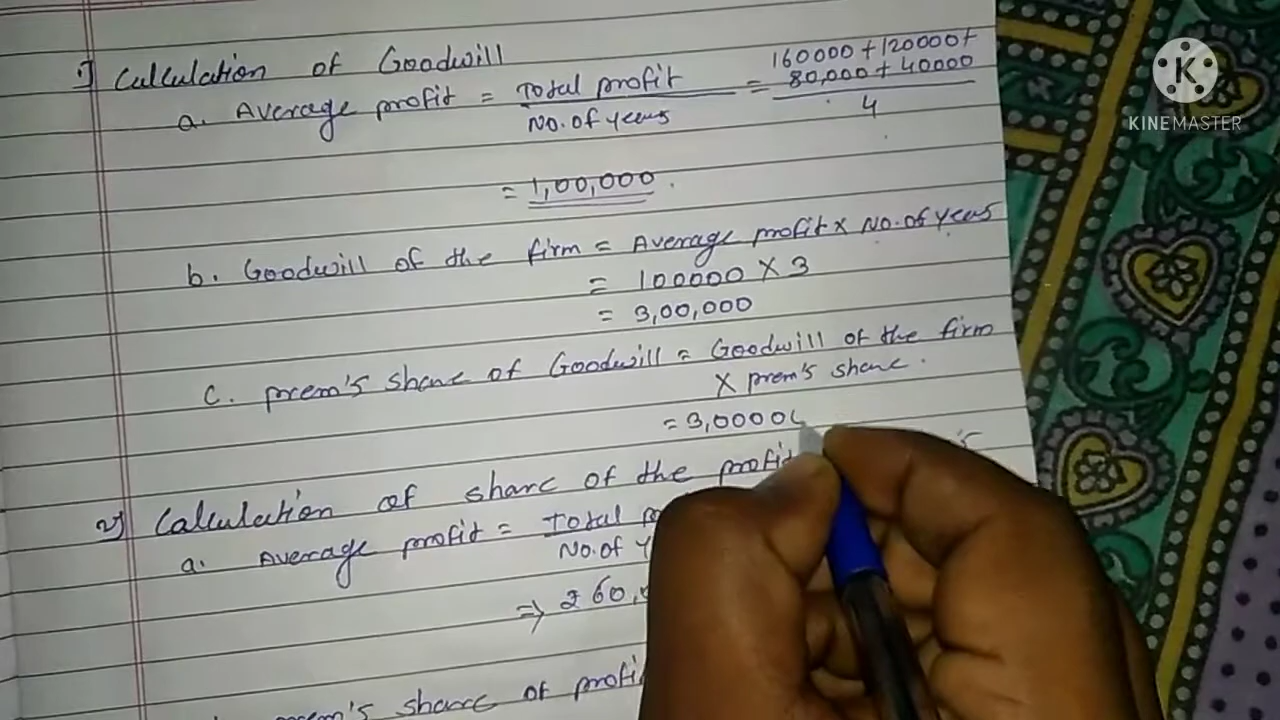 1) Calculation of Goodwill
a. Average profit = Total profit / No. of years = 160000 + 120000 + 80,000 + 40000 / 4
= 1,00,000.
b. Goodwill of the firm = Average profit x No. of years
= 100000 X 3
= 3,00,000
c. prem's share of Goodwill = Goodwill of the firm
X prem's share.
= 3,0000
2) Calculation of share of the profit
a. Average profit = Total / No. of
=> 260,
prem's share of profi
KINEMASTER